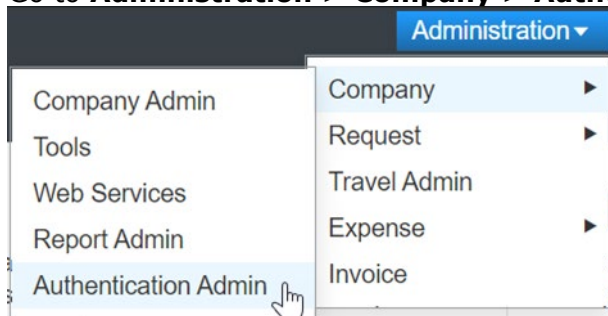 Administration
Company Admin
Tools
Web Services
Report Admin
Authentication Admin
Company
Request
Travel Admin
Expense
Invoice